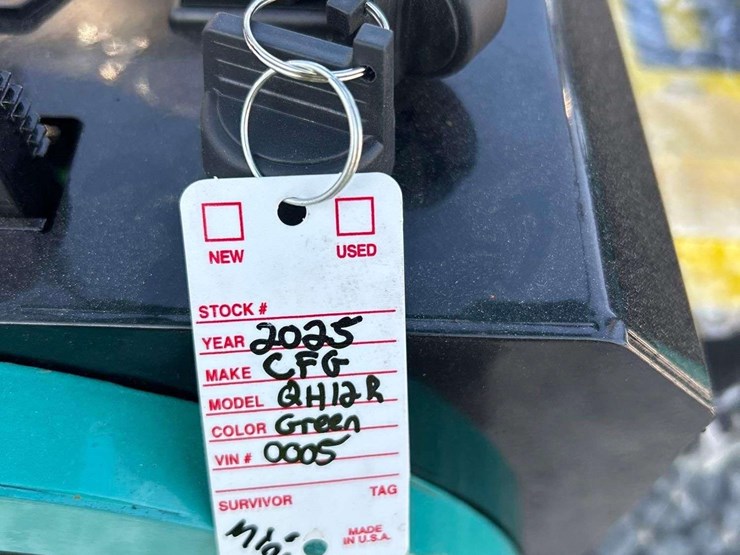 NEW USED
STOCK #
YEAR 2025
MAKE CFG
MODEL QH12R
COLOR Green
VIN # 0005
SURVIVOR TAG
MADE
IN U.S.A.